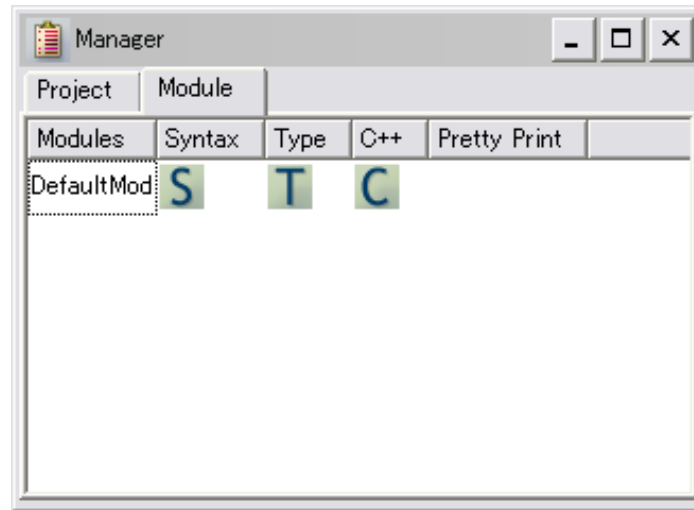 Manager
Project Module
Modules Syntax Type C++ Pretty Print
DefaultMod S T C